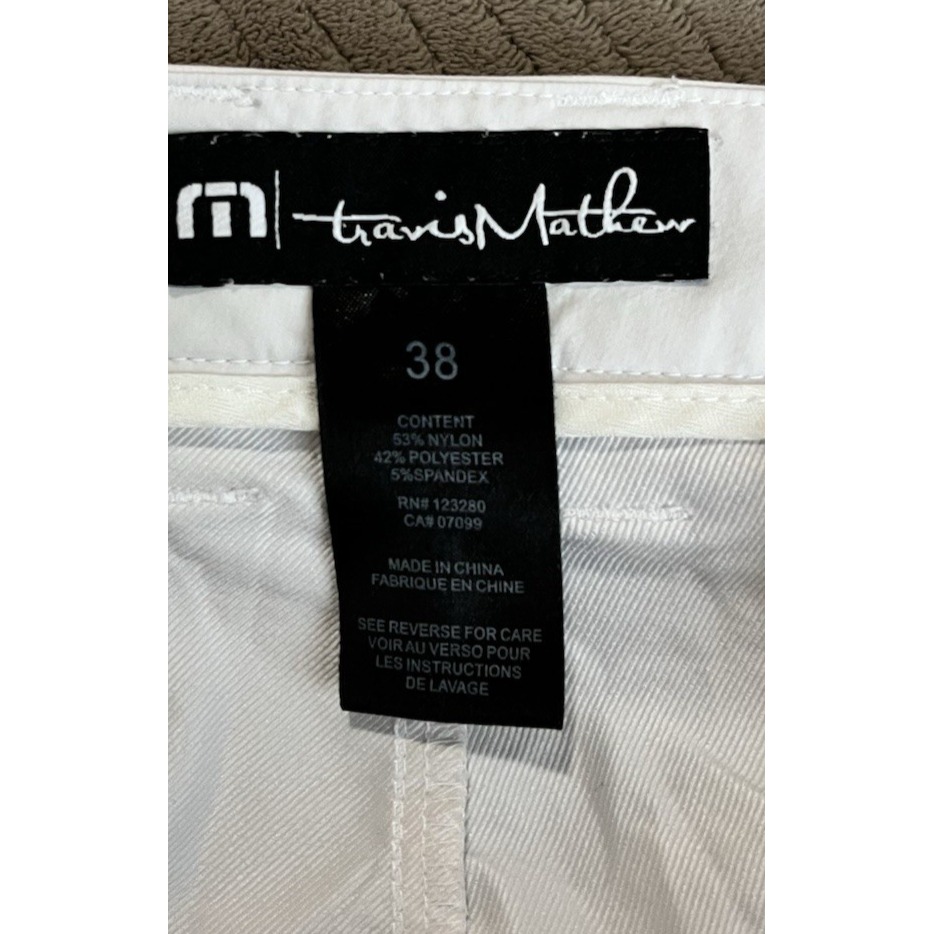 travisMathew
38
CONTENT
53% NYLON
42% POLYESTER
5%SPANDEX
RN# 123280
CA# 07099
MADE IN CHINA
FABRIQUE EN CHINE
SEE REVERSE FOR CARE
VOIR AU VERSO POUR
LES INSTRUCTIONS
DE LAVAGE